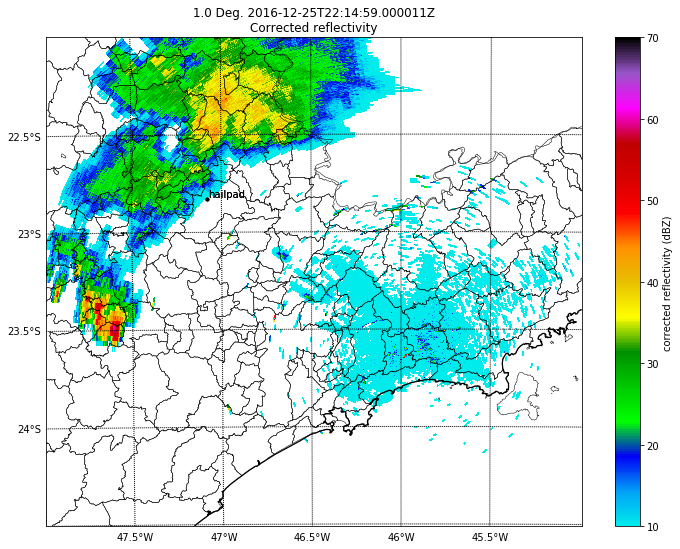 1.0 Deg. 2016-12-25T22:14:59.000011Z
Corrected reflectivity
22.5°S
23°S
23.5°S
24°S
hailpad
47.5°W
47°W
46.5°W
46°W
45.5°W
70
60
50
40
30
20
10
corrected reflectivity (dBZ)